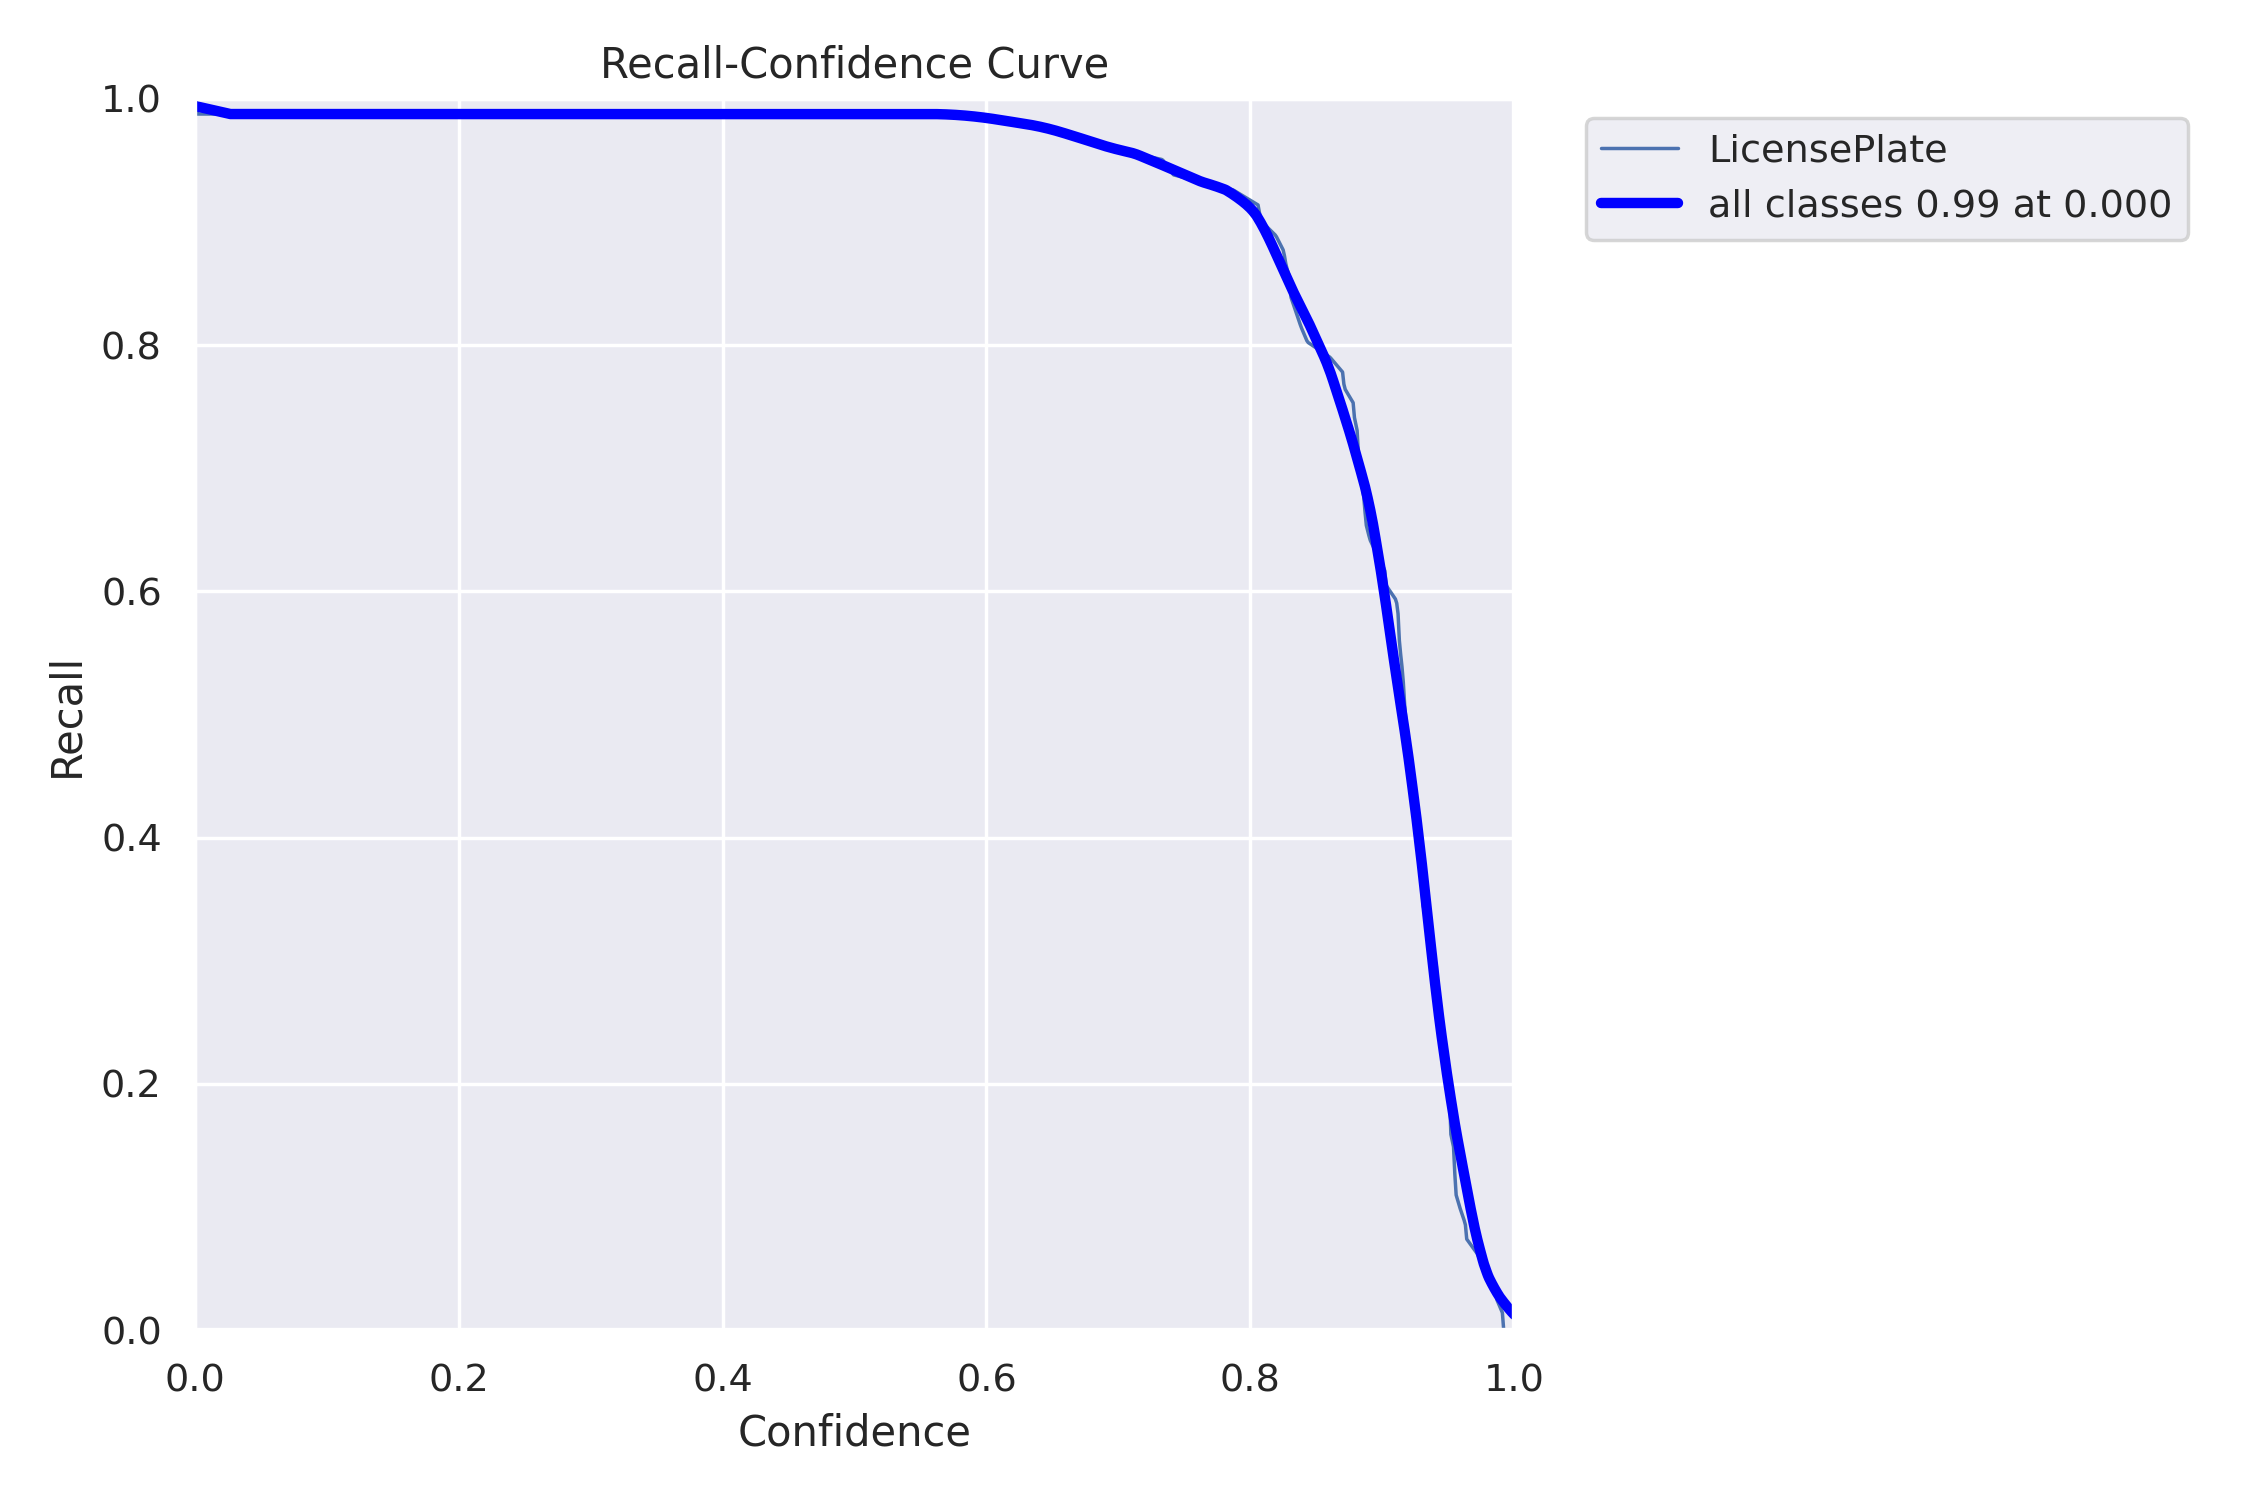 Recall-Confidence Curve
1.0
0.8
0.6
0.4
0.2
0.0
Recall
0.0 0.2 0.4 0.6 0.8 1.0
Confidence
LicensePlate
all classes 0.99 at 0.000